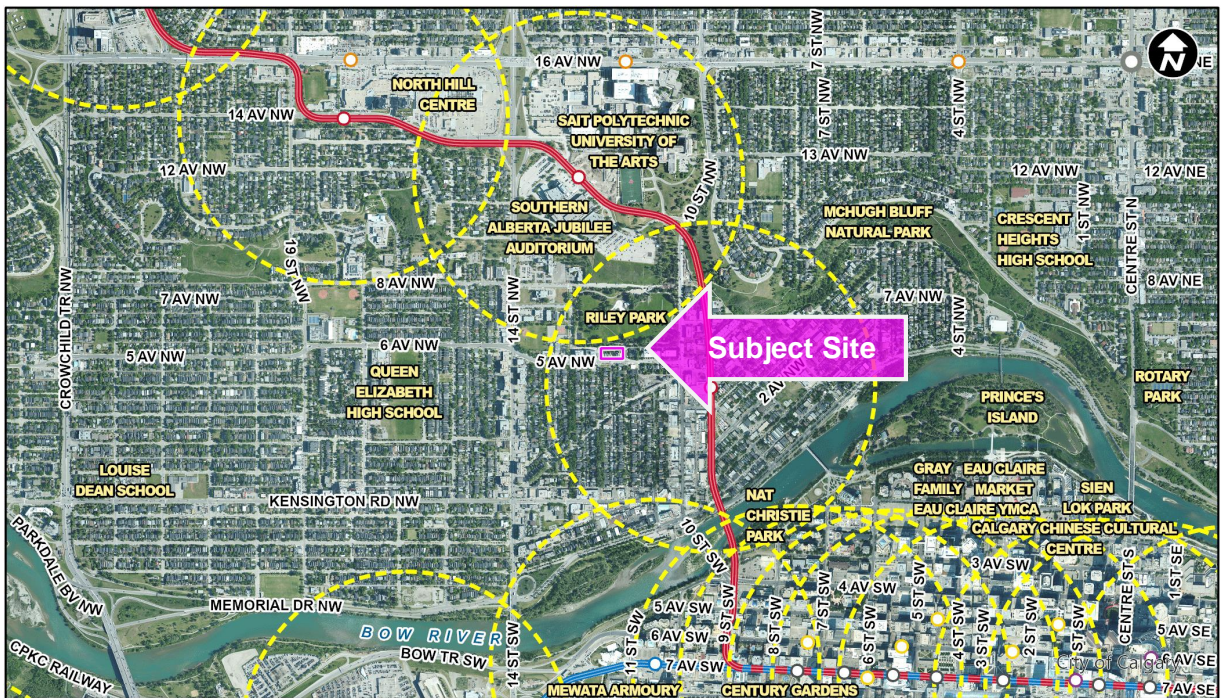 16 AV NW
7 ST NW
N
NE
NORTH HILL
CENTRE
14 AV NW
SAIT POLYTECHNIC
UNIVERSITY OF
THE ARTS
7 ST NW
4 ST NW
13 AV NW
12 AV NW
12 AV NW
12 AV NE
10 ST NW
1 ST NW
SOUTHERN
ALBERTA JUBILEE
AUDITORIUM
MCHUGH BLUFF
NATURAL PARK
CRESCENT
HEIGHTS
HIGH SCHOOL
CENTRE ST N
19 ST NW
8 AV NW
8 AV NE
7 AV NW
7 AV NW
14 ST NW
RILEY PARK
4 ST NW
CROWCHILD TR NW
5 AV NW
6 AV NW
5 AV NW
Subject Site
2 AV NW
QUEEN
ELIZABETH
HIGH SCHOOL
ROTARY
PARK
PRINCE'S
ISLAND
LOUISE
DEAN SCHOOL
KENSINGTON RD NW
GRAY
FAMILY
EAU CLAIRE
MARKET
EAU CLAIRE YMCA
SIEN
LOK PARK
NAT
CHRISTIE
PARK
CALGARY CHINESE CULTURAL
CENTRE
PARKDALE BV NW
10 ST SW
3 AV SW
4 AV SW
MEMORIAL DR NW
5 AV SW
BOW RIVER
6 AV SW
BOW TR SW
7 AV SW
14 ST SW
9 ST SW
8 ST SW
7 ST SW
6 ST SW
5 ST SW
4 ST SW
3 ST SW
2 ST SW
CENTRE ST S
1 ST SE
5 AV SE
6 AV SE
7 AV SE
CPKC RAILWAY
MEWATA ARMOURY
CENTURY GARDENS
City of Calgary